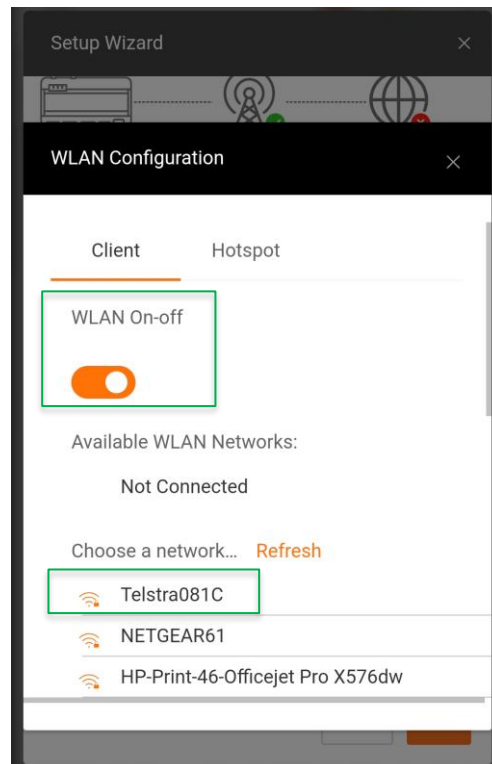 Setup Wizard
WLAN Configuration
Client Hotspot
WLAN On-off
Available WLAN Networks:
Not Connected
Choose a network... Refresh
Telstra081C
NETGEAR61
HP-Print-46-Officejet Pro X576dw